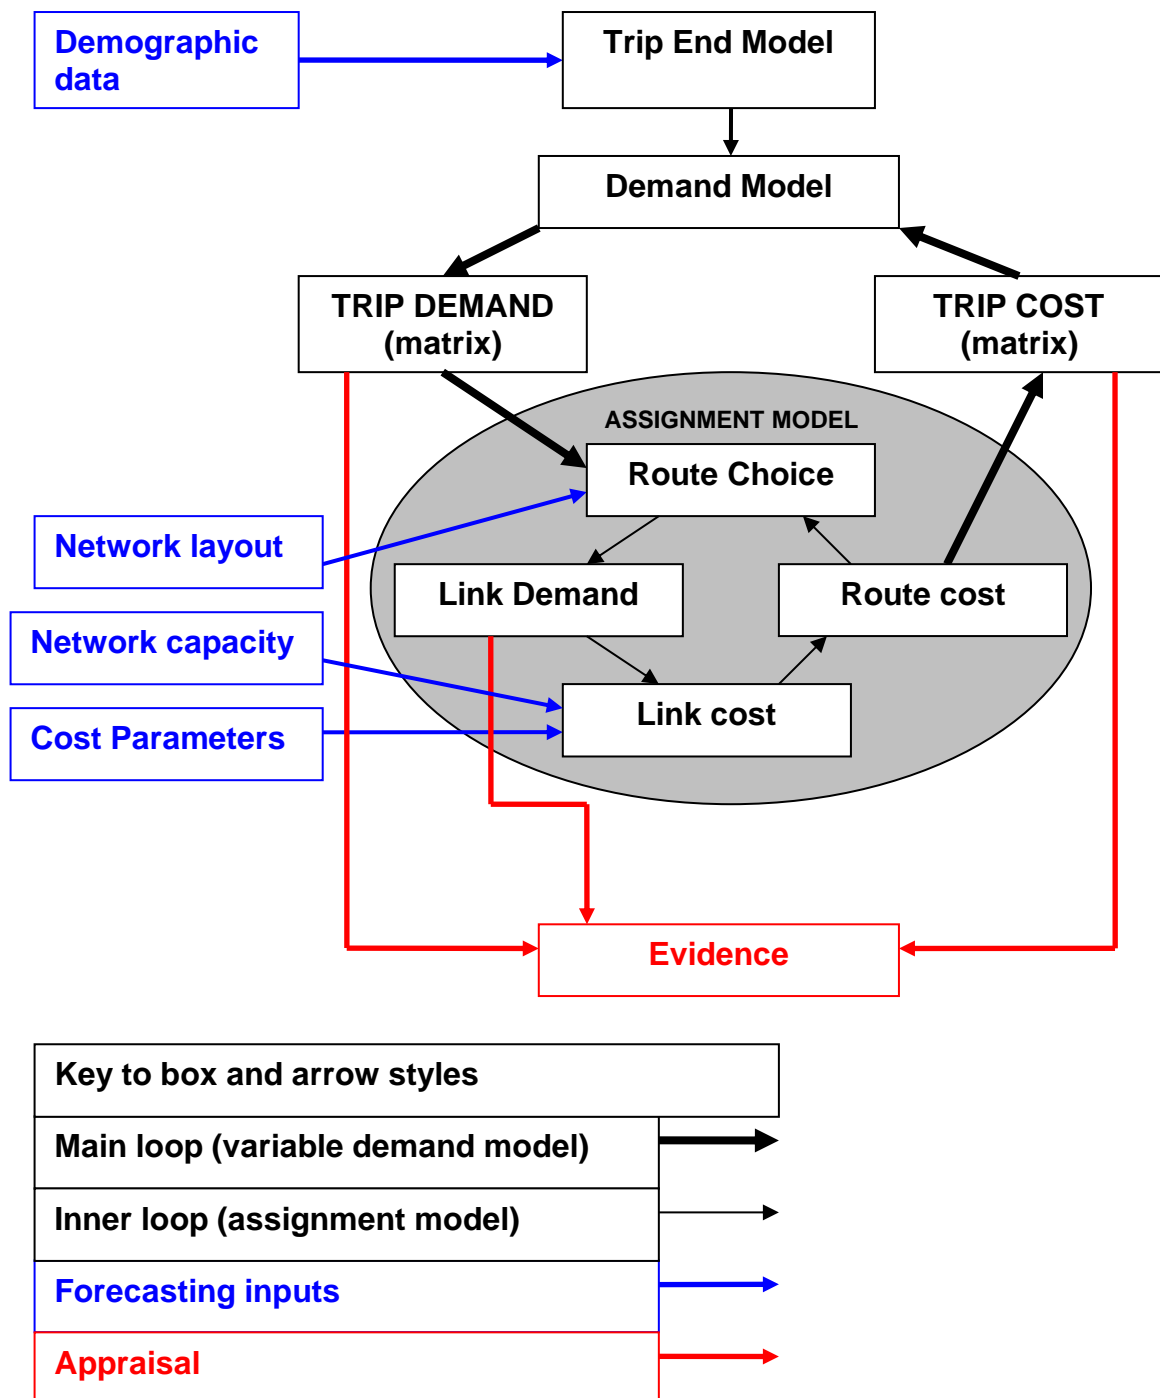 Demographic
data
Trip End Model
Demand Model
TRIP DEMAND
(matrix)
TRIP COST
(matrix)
ASSIGNMENT MODEL
Route Choice
Network layout
Link Demand
Route cost
Network capacity
Link cost
Cost Parameters
Evidence
Key to box and arrow styles
Main loop (variable demand model)
Inner loop (assignment model)
Forecasting inputs
Appraisal